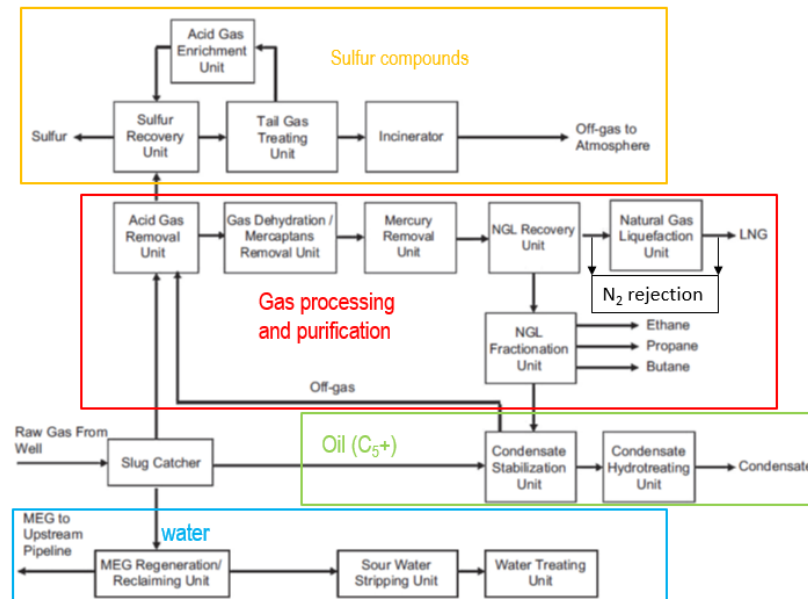 Acid Gas
Enrichment
Unit
Sulfur compounds
Sulfur
Sulfur
Recovery
Unit
Tail Gas
Treating
Unit
Incinerator
Off-gas to
Atmosphere
Acid Gas
Removal
Unit
Gas Dehydration /
Mercaptans
Removal Unit
Mercury
Removal
Unit
NGL Recovery
Unit
Natural Gas
Liquefaction
Unit
LNG
N₂ rejection
Gas processing
and purification
NGL
Fractionation
Unit
Ethane
Propane
Butane
Off-gas
Raw Gas From
Well
Slug Catcher
Oil (C₅+)
Condensate
Stabilization
Unit
Condensate
Hydrotreating
Unit
Condensate
MEG to
Upstream
Pipeline
water
MEG Regeneration/
Reclaiming Unit
Sour Water
Stripping Unit
Water Treating
Unit